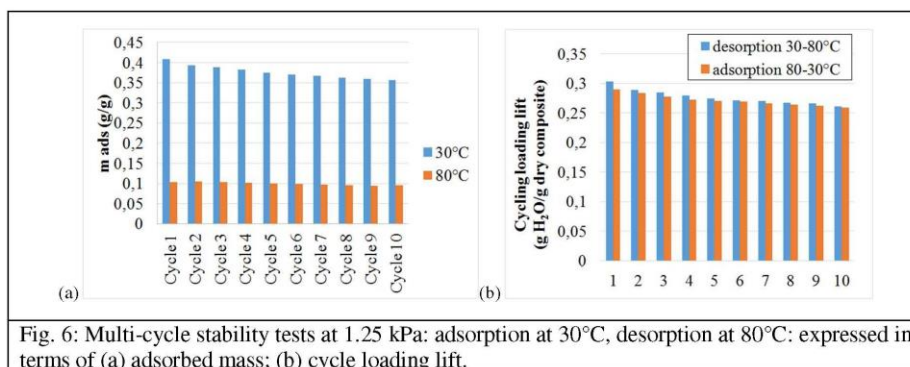 0,45
0,4
0,35
0,3
0,25
0,2
0,15
0,1
0,05
0
m ads (g/g)
Cycle 1
Cycle 2
Cycle 3
Cycle 4
Cycle 5
Cycle 6
Cycle 7
Cycle 8
Cycle 9
Cycle 10
30°C
80°C
(a)
0,35
0,3
0,25
0,2
0,15
0,1
0,05
0
Cycling loading lift
(g H₂O/g dry composite)
desorption 30-80°C
adsorption 80-30°C
1 2 3 4 5 6 7 8 9 10
(b)
Fig. 6: Multi-cycle stability tests at 1.25 kPa: adsorption at 30°C, desorption at 80°C: expressed in
terms of (a) adsorbed mass; (b) cycle loading lift.